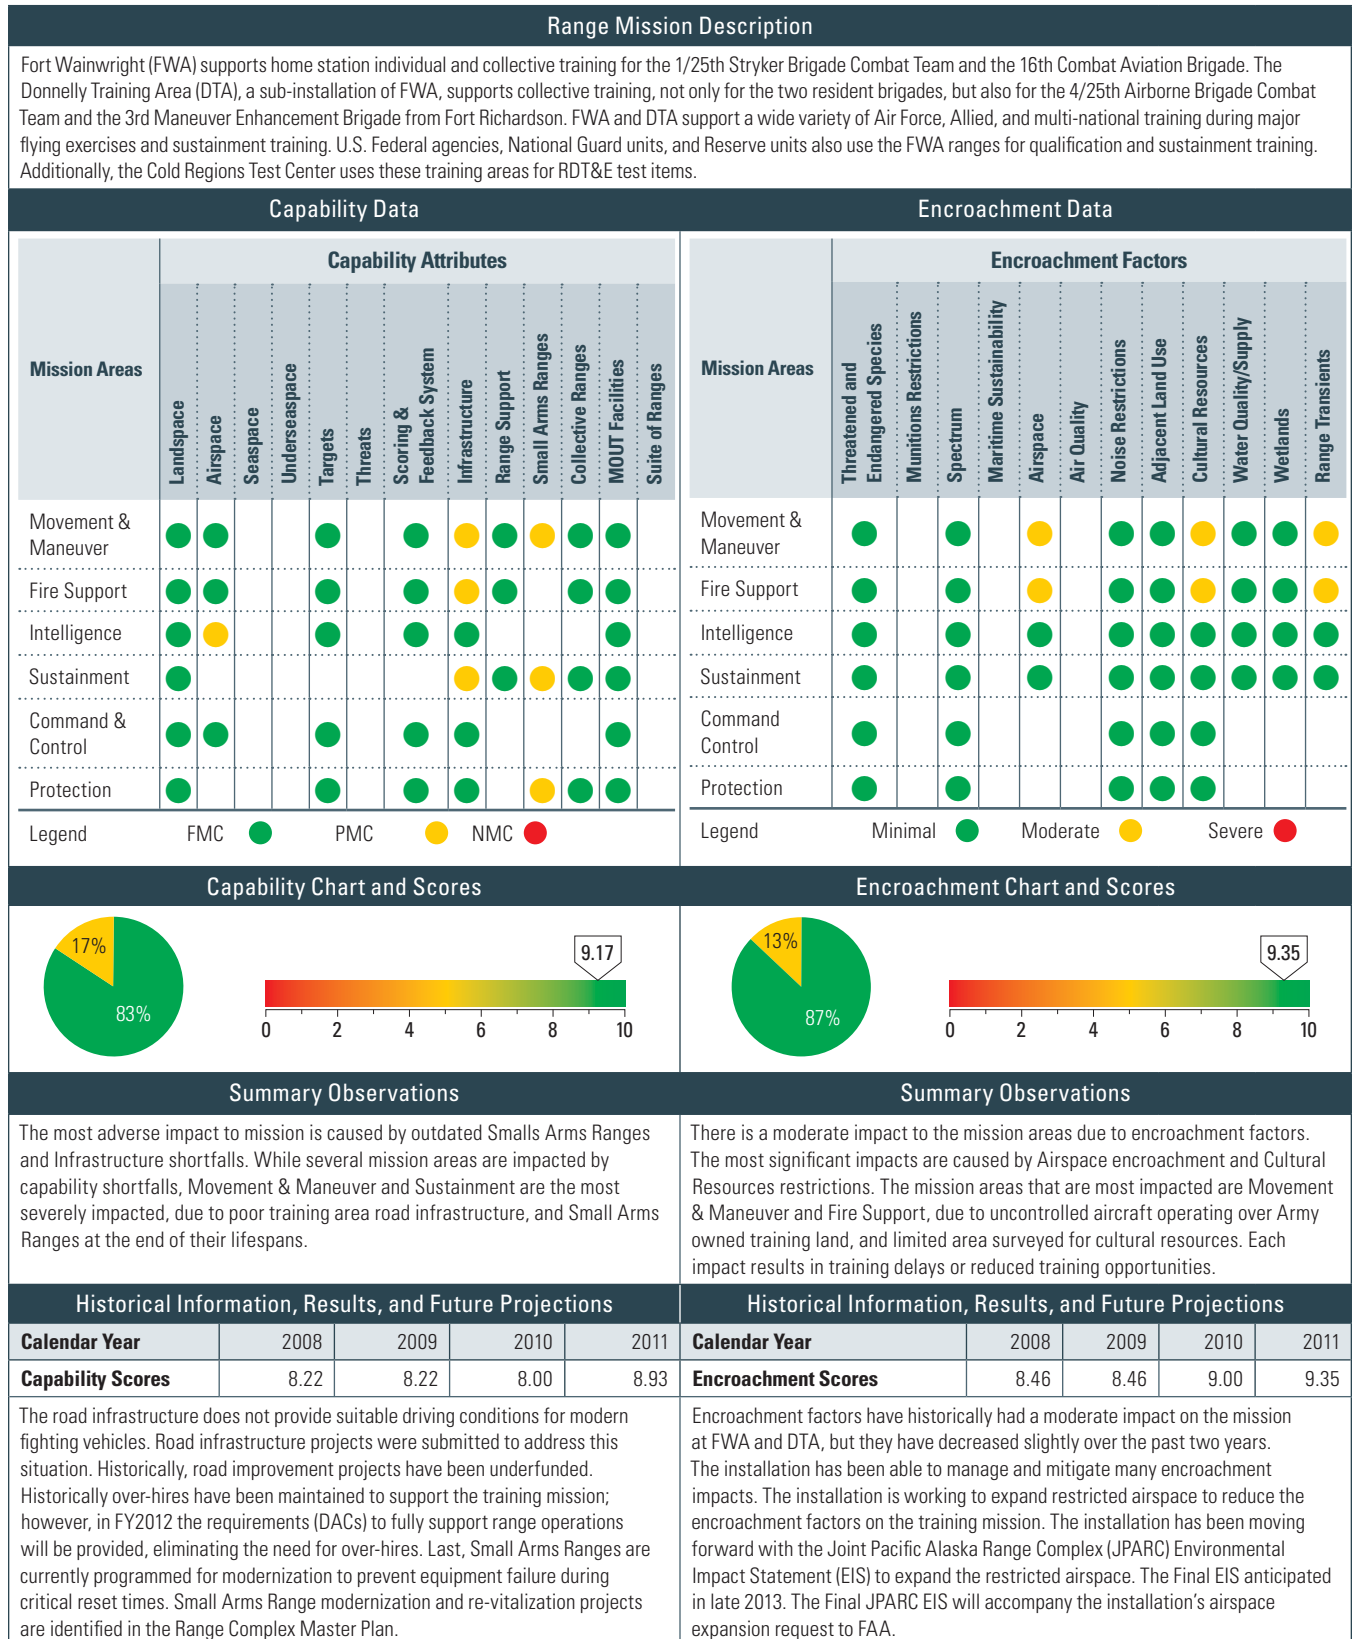 Range Mission Description
Fort Wainwright (FWA) supports home station individual and collective training for the 1/25th Stryker Brigade Combat Team and the 16th Combat Aviation Brigade. The
Donnelly Training Area (DTA), a sub-installation of FWA, supports collective training, not only for the two resident brigades, but also for the 4/25th Airborne Brigade Combat
Team and the 3rd Maneuver Enhancement Brigade from Fort Richardson. FWA and DTA support a wide variety of Air Force, Allied, and multi-national training during major
flying exercises and sustainment training. U.S. Federal agencies, National Guard units, and Reserve units also use the FWA ranges for qualification and sustainment training.
Additionally, the Cold Regions Test Center uses these training areas for RDT&E test items.
Capability Data
Mission Areas
Capability Attributes
Landspace
Airspace
Seaspace
Underseaspace
Targets
Threats
Scoring &
Feedback System
Infrastructure
Range Support
Small Arms Ranges
Collective Ranges
MOUT Facilities
Suite of Ranges
Movement &
Maneuver
Fire Support
Intelligence
Sustainment
Command &
Control
Protection
Legend FMC PMC NMC
Encroachment Data
Mission Areas
Encroachment Factors
Threatened and
Endangered Species
Munitions Restrictions
Spectrum
Maritime Sustainability
Airspace
Air Quality
Noise Restrictions
Adjacent Land Use
Cultural Resources
Water Quality/Supply
Wetlands
Range Transients
Movement &
Maneuver
Fire Support
Intelligence
Sustainment
Command
Control
Protection
Legend Minimal Moderate Severe
Capability Chart and Scores
17%
83%
9.17
0 2 4 6 8 10
Encroachment Chart and Scores
13%
87%
9.35
0 2 4 6 8 10
Summary Observations
The most adverse impact to mission is caused by outdated Smalls Arms Ranges
and Infrastructure shortfalls. While several mission areas are impacted by
capability shortfalls, Movement & Maneuver and Sustainment are the most
severely impacted, due to poor training area road infrastructure, and Small Arms
Ranges at the end of their lifespans.
Summary Observations
There is a moderate impact to the mission areas due to encroachment factors.
The most significant impacts are caused by Airspace encroachment and Cultural
Resources restrictions. The mission areas that are most impacted are Movement
& Maneuver and Fire Support, due to uncontrolled aircraft operating over Army
owned training land, and limited area surveyed for cultural resources. Each
impact results in training delays or reduced training opportunities.
Historical Information, Results, and Future Projections
Calendar Year 2008 2009 2010 2011
Capability Scores 8.22 8.22 8.00 8.93
The road infrastructure does not provide suitable driving conditions for modern
fighting vehicles. Road infrastructure projects were submitted to address this
situation. Historically, road improvement projects have been underfunded.
Historically over-hires have been maintained to support the training mission;
however, in FY2012 the requirements (DACs) to fully support range operations
will be provided, eliminating the need for over-hires. Last, Small Arms Ranges are
currently programmed for modernization to prevent equipment failure during
critical reset times. Small Arms Range modernization and re-vitalization projects
are identified in the Range Complex Master Plan.
Historical Information, Results, and Future Projections
Calendar Year 2008 2009 2010 2011
Encroachment Scores 8.46 8.46 9.00 9.35
Encroachment factors have historically had a moderate impact on the mission
at FWA and DTA, but they have decreased slightly over the past two years.
The installation has been able to manage and mitigate many encroachment
impacts. The installation is working to expand restricted airspace to reduce the
encroachment factors on the training mission. The installation has been moving
forward with the Joint Pacific Alaska Range Complex (JPARC) Environmental
Impact Statement (EIS) to expand the restricted airspace. The Final EIS anticipated
in late 2013. The Final JPARC EIS will accompany the installation's airspace
expansion request to FAA.